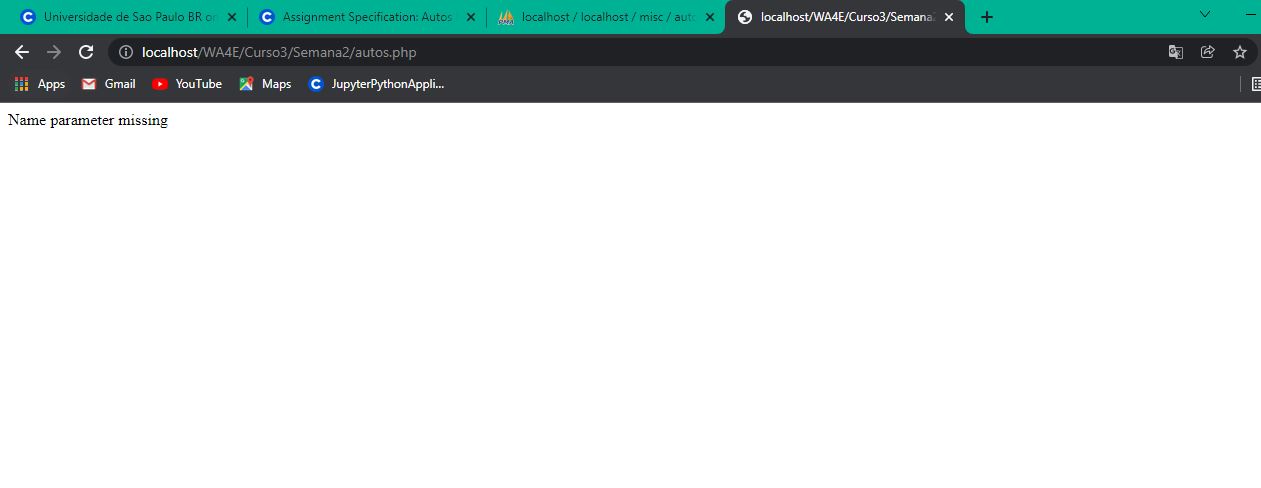 Universidade de Sao Paulo BR on
Assignment Specification: Autos
localhost / localhost / misc / auto
localhost/WA4E/Curso3/Semana2
localhost/WA4E/Curso3/Semana2/autos.php
Apps
Gmail
YouTube
Maps
JupyterPythonAppli...
Name parameter missing